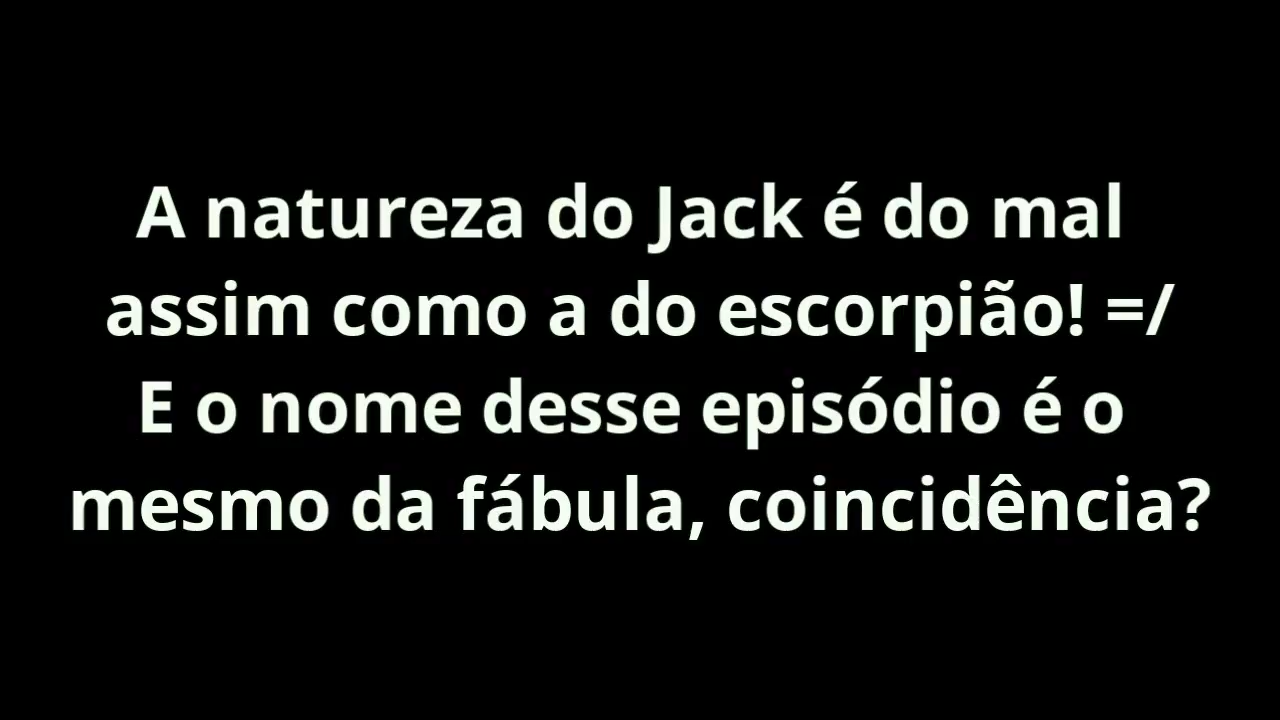 A natureza do Jack é do mal
assim como a do escorpião! =/
E o nome desse episódio é o
mesmo da fábula, coincidência?